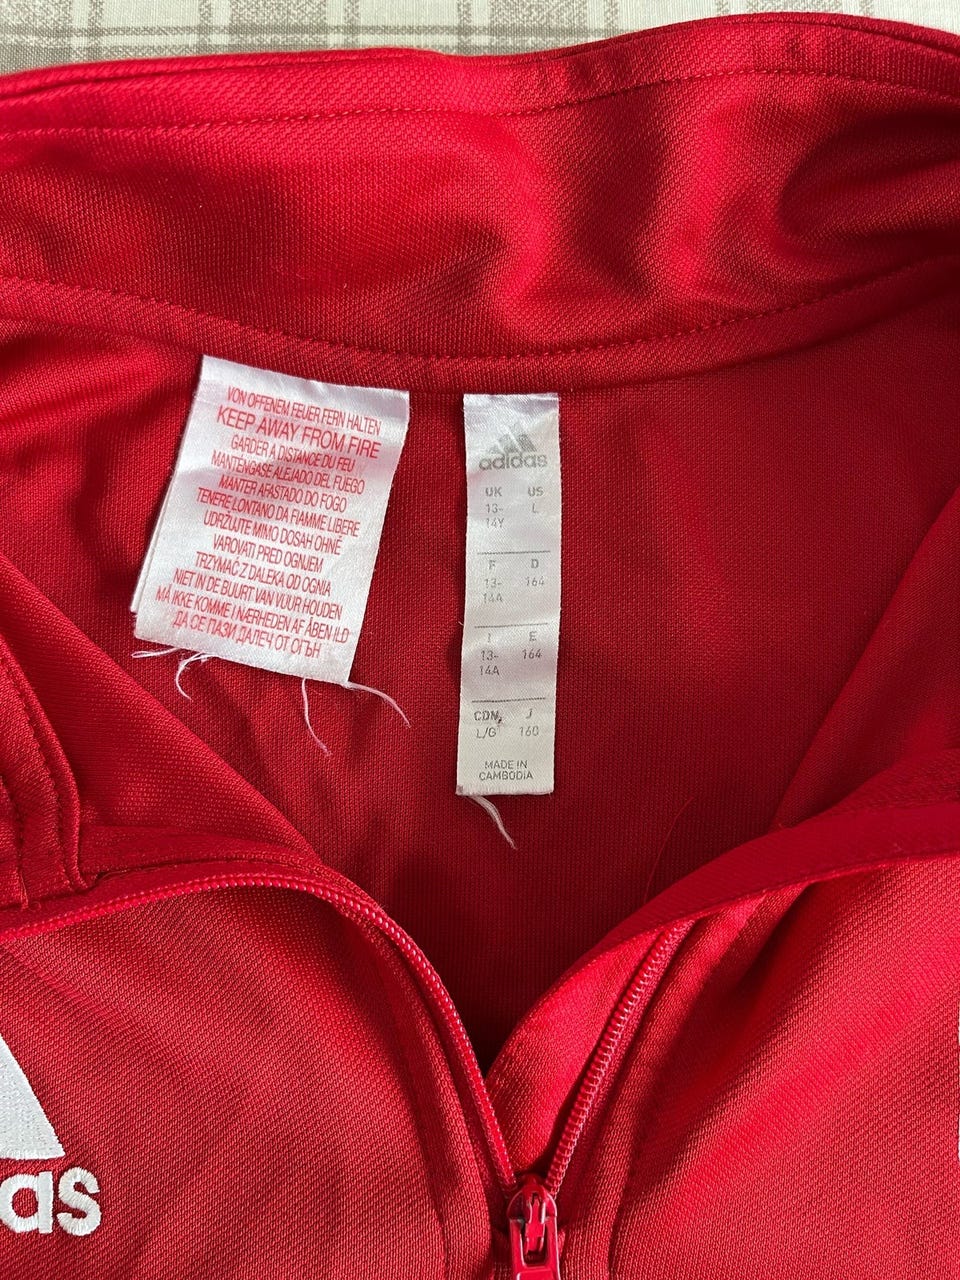 VON OFFENEM FEUER FERN HALTEN
KEEP AWAY FROM FIRE
GARDER A DISTANCE DU FEU
MANTÉNGASE ALEJADO DEL FUEGO
MANTER AFASTADO DO FOGO
TENERE LONTANO DA FIAMME LIBERE
UDRŽUJTE MIMO DOSAH OHNĚ
VAROVATI PRED OGNJEM
TRZYMAĆ Z DALEKA OD OGNIA
NIET IN DE BUURT VAN VUUR HOUDEN
MÅ IKKE KOMME I NÆRHEDEN AF ÅBEN ILD
ДА СЕ ПАЗИ ДАЛЕЧ ОТ ОГЪН
adidas
UK US
13- L
14Y
F D
13- 164
14A
I E
13- 164
14A
CDN J
L/G 160
MADE IN
CAMBODIA
as